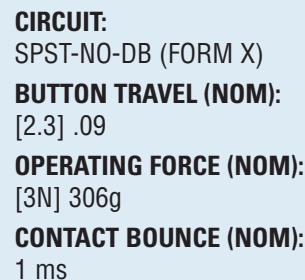 CIRCUIT:
SPST-NO-DB (FORM X)
BUTTON TRAVEL (NOM):
[2.3] .09
OPERATING FORCE (NOM):
[3N] 306g
CONTACT BOUNCE (NOM):
1 ms